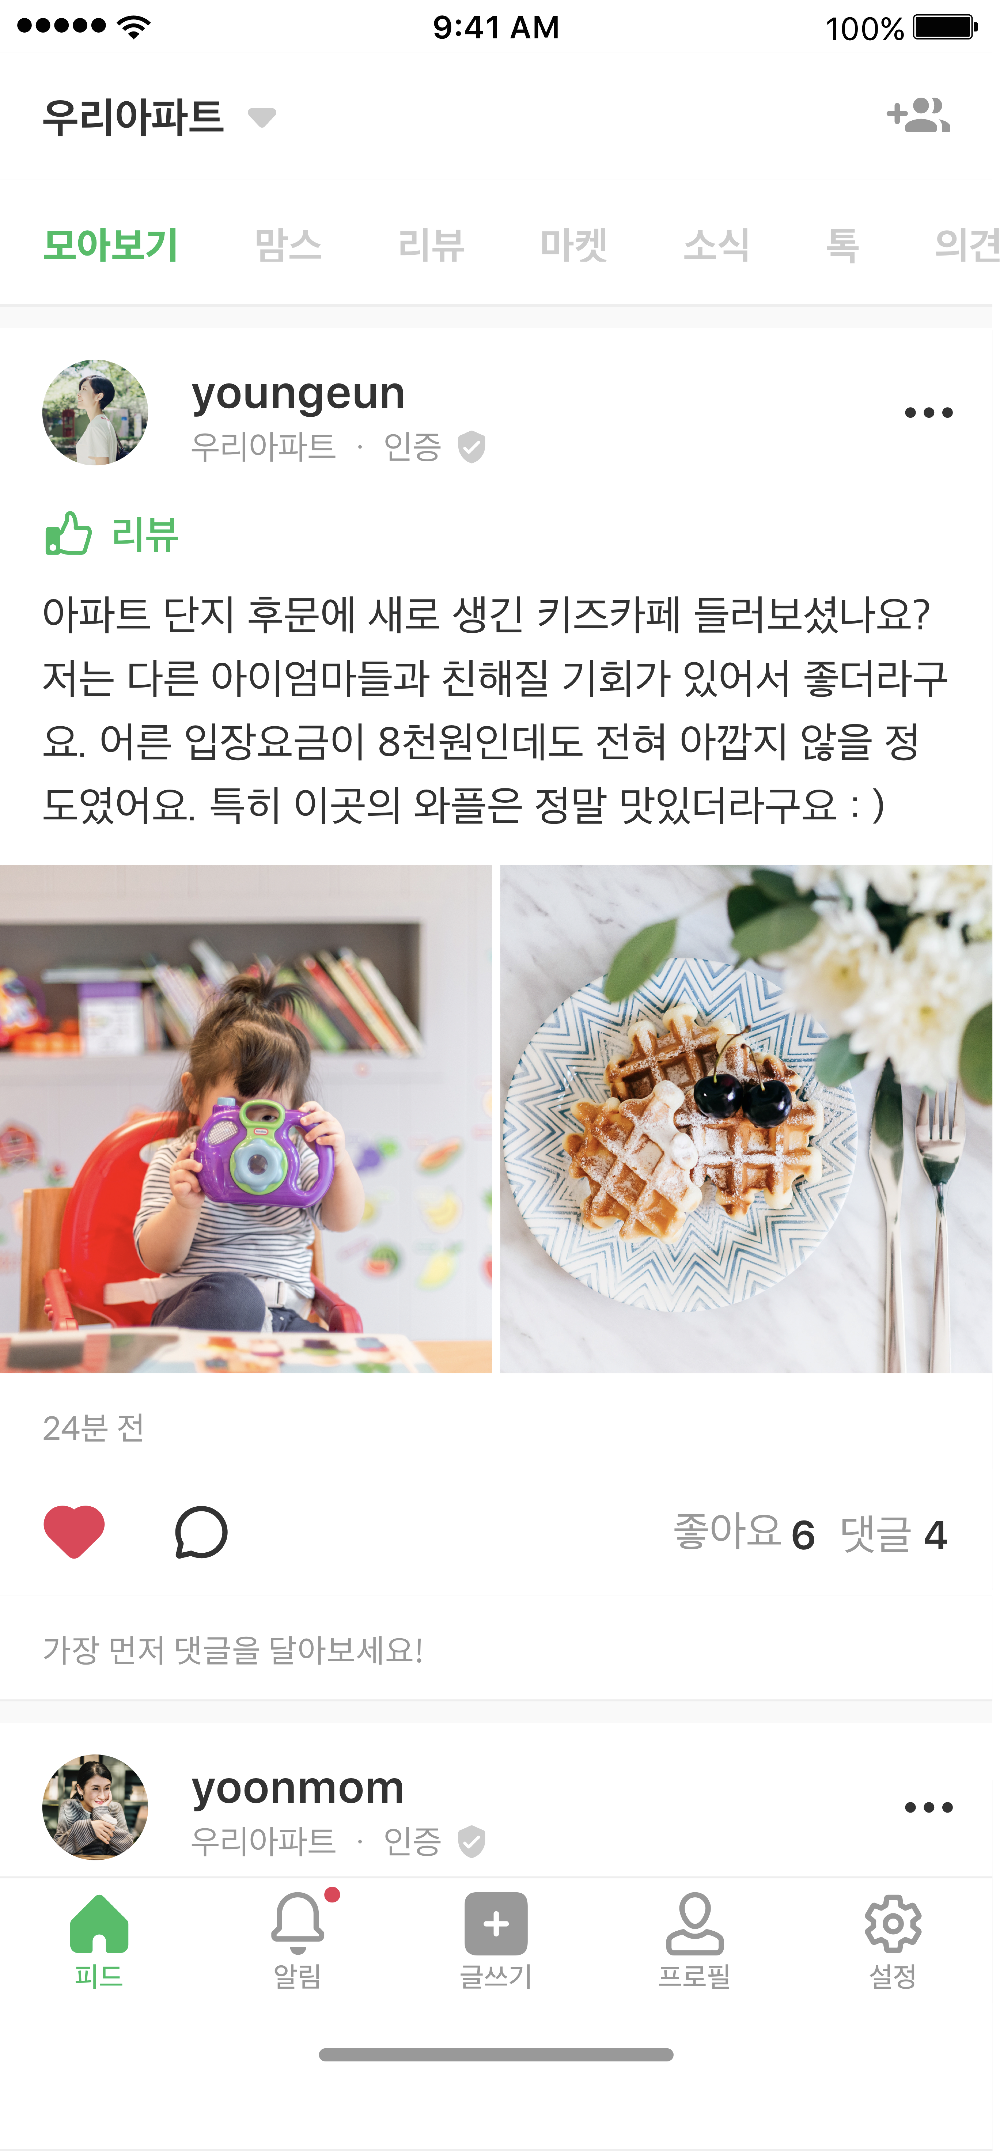 9:41 AM
100%
우리아파트
모아보기 맘스 리뷰 마켓 소식 톡 의견
youngeun
우리아파트 · 인증
리뷰
아파트 단지 후문에 새로 생긴 키즈카페 들러보셨나요?
저는 다른 아이엄마들과 친해질 기회가 있어서 좋더라구
요. 어른 입장요금이 8천원인데도 전혀 아깝지 않을 정
도였어요. 특히 이곳의 와플은 정말 맛있더라구요 : )
24분 전
좋아요 6 댓글 4
가장 먼저 댓글을 달아보세요!
yoonmom
우리아파트 · 인증
피드 알림 글쓰기 프로필 설정